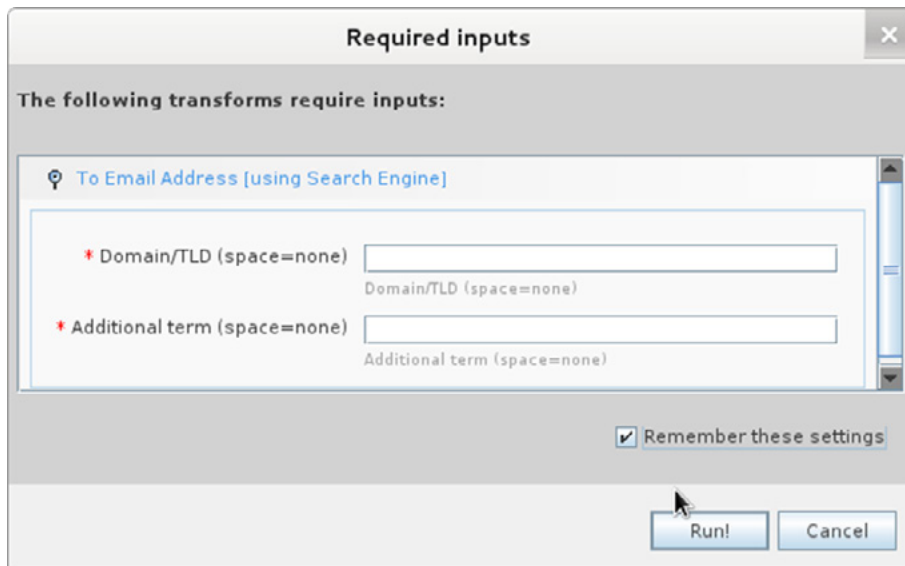 Required inputs
The following transforms require inputs:
To Email Address [using Search Engine]
* Domain/TLD (space=none)
Domain/TLD (space=none)
* Additional term (space=none)
Additional term (space=none)
Remember these settings
Run! Cancel